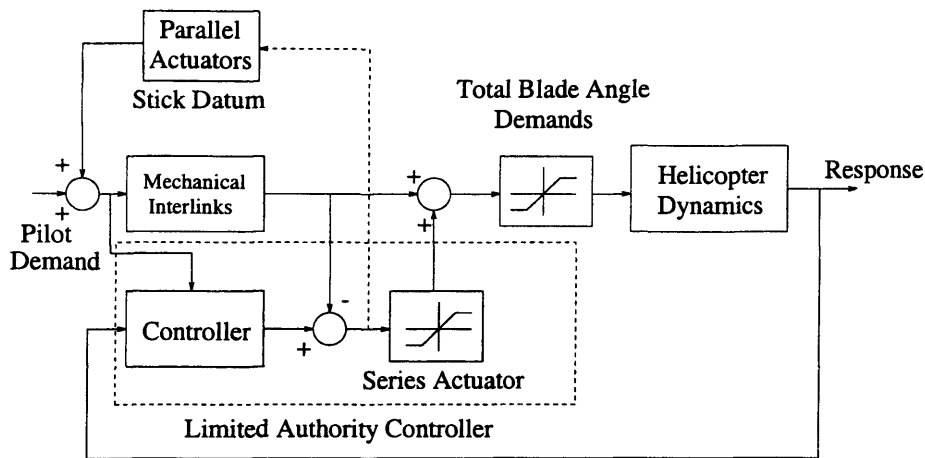 Parallel
Actuators
Stick Datum
Total Blade Angle
Demands
+
+
Mechanical
Interlinks
+
+
Helicopter
Dynamics
Response
Pilot
Demand
Controller
-
+
Series Actuator
Limited Authority Controller